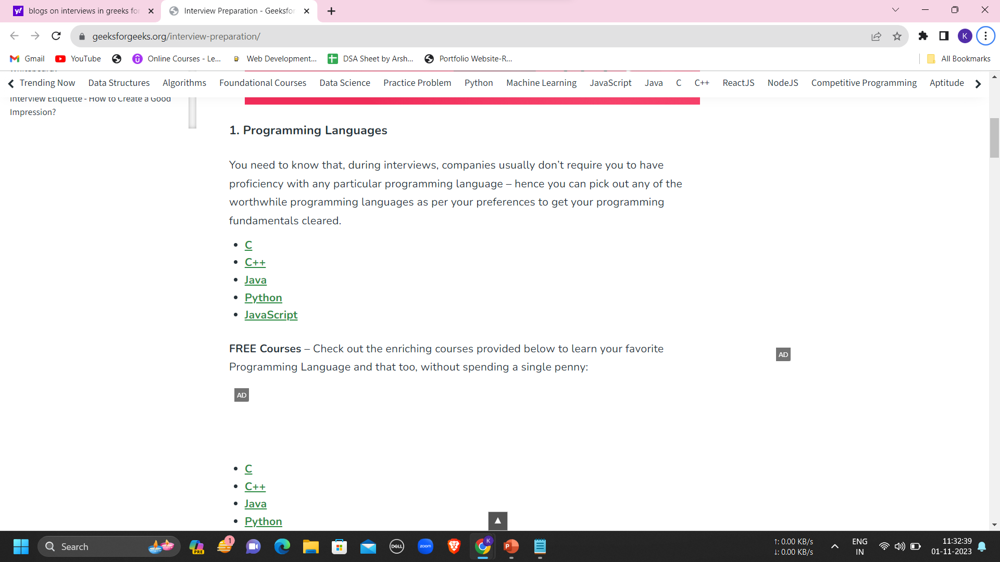 blogs on interviews in greeks fo
Interview Preparation - Geeksfor
geeksforgeeks.org/interview-preparation/
K
Gmail
YouTube
Online Courses - Le...
Web Development...
DSA Sheet by Arsh...
Portfolio Website-R...
All Bookmarks
Trending Now
Data Structures
Algorithms
Foundational Courses
Data Science
Practice Problem
Python
Machine Learning
JavaScript
Java
C
C++
ReactJS
NodeJS
Competitive Programming
Aptitude
Interview Etiquette - How to Create a Good
Impression?
1. Programming Languages
You need to know that, during interviews, companies usually don’t require you to have
proficiency with any particular programming language – hence you can pick out any of the
worthwhile programming languages as per your preferences to get your programming
fundamentals cleared.
C
C++
Java
Python
JavaScript
FREE Courses – Check out the enriching courses provided below to learn your favorite
Programming Language and that too, without spending a single penny:
AD
AD
C
C++
Java
Python
Search
PRE
1
DELL
zoom
K
P
↑: 0.00 KB/s
↓: 0.00 KB/s
ENG
IN
11:32:39
01-11-2023